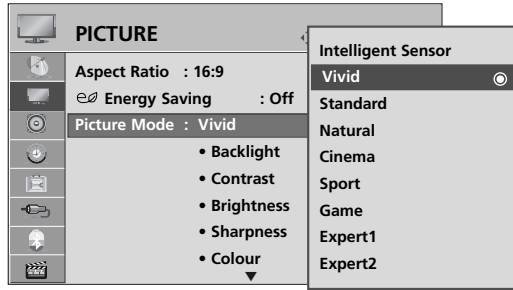 PICTURE
Aspect Ratio : 16:9
Energy Saving : Off
Picture Mode : Vivid
• Backlight
• Contrast
• Brightness
• Sharpness
• Colour
Intelligent Sensor
Vivid
Standard
Natural
Cinema
Sport
Game
Expert1
Expert2